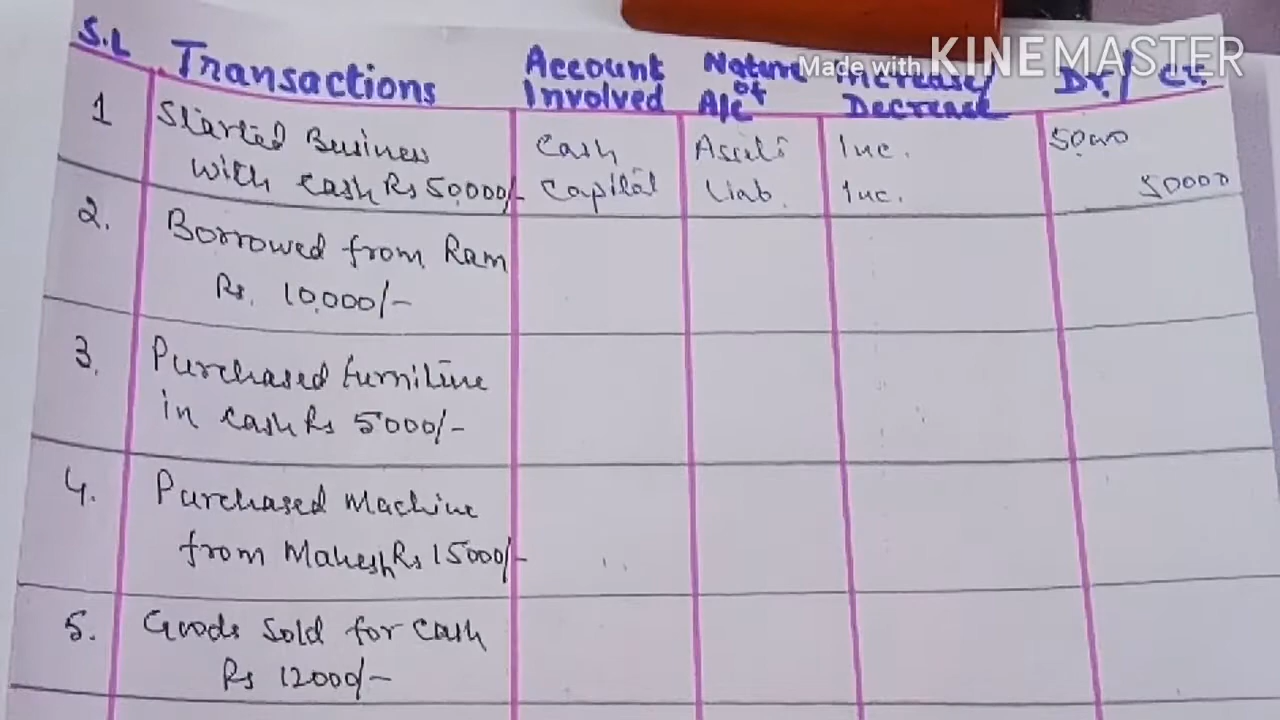 Made with KINEMASTER
S.L Transactions Account Involved Nature of A/c Increase/ Decrease Dr./ Cr.
1 Started Business Cash Assets Inc.
with cash Rs 50,000/- Capital Liab. Inc. 50000
2. Borrowed from Ram
Rs. 10,000/-
3. Purchased furniture
in cash Rs 5000/-
4. Purchased Machine
from Mahesh Rs 15000/-
5. Goods sold for cash
Rs 12000/-